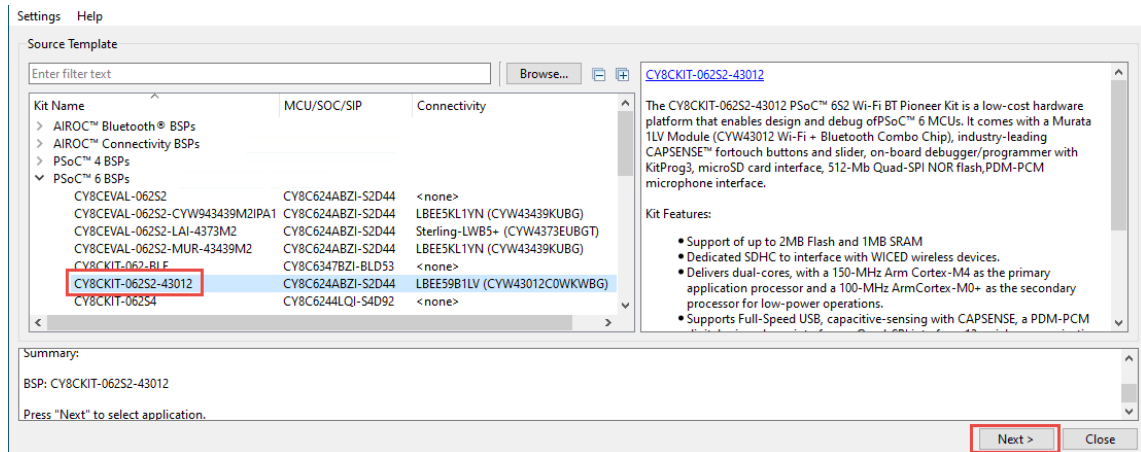 Settings Help
Source Template
Enter filter text
Browse...
Kit Name MCU/SOC/SIP Connectivity
AIROC™ Bluetooth® BSPs
AIROC™ Connectivity BSPs
PSoC™ 4 BSPs
PSoC™ 6 BSPs
CY8CEVAL-062S2 CY8C624ABZI-S2D44 <none>
CY8CEVAL-062S2-CYW943439M2IPA1 CY8C624ABZI-S2D44 LBEE5KL1YN (CYW43439KUBG)
CY8CEVAL-062S2-LAI-4373M2 CY8C624ABZI-S2D44 Sterling-LWB5+ (CYW4373EUBGT)
CY8CEVAL-062S2-MUR-43439M2 CY8C624ABZI-S2D44 LBEE5KL1YN (CYW43439KUBG)
CY8CKIT-062-BLE CY8C6347BZI-BLD53 <none>
CY8CKIT-062S2-43012 CY8C624ABZI-S2D44 LBEE59B1LV (CYW43012C0WKWBG)
CY8CKIT-062S4 CY8C6244LQI-S4D92 <none>
CY8CKIT-062S2-43012
The CY8CKIT-062S2-43012 PSoC™ 6S2 Wi-Fi BT Pioneer Kit is a low-cost hardware
platform that enables design and debug ofPSoC™ 6 MCUs. It comes with a Murata
1LV Module (CYW43012 Wi-Fi + Bluetooth Combo Chip), industry-leading
CAPSENSE™ fortouch buttons and slider, on-board debugger/programmer with
KitProg3, microSD card interface, 512-Mb Quad-SPI NOR flash,PDM-PCM
microphone interface.
Kit Features:
Support of up to 2MB Flash and 1MB SRAM
Dedicated SDHC to interface with WICED wireless devices.
Delivers dual-cores, with a 150-MHz Arm Cortex-M4 as the primary
application processor and a 100-MHz ArmCortex-M0+ as the secondary
processor for low-power operations.
Supports Full-Speed USB, capacitive-sensing with CAPSENSE, a PDM-PCM
Summary:
BSP: CY8CKIT-062S2-43012
Press "Next" to select application.
Next > Close